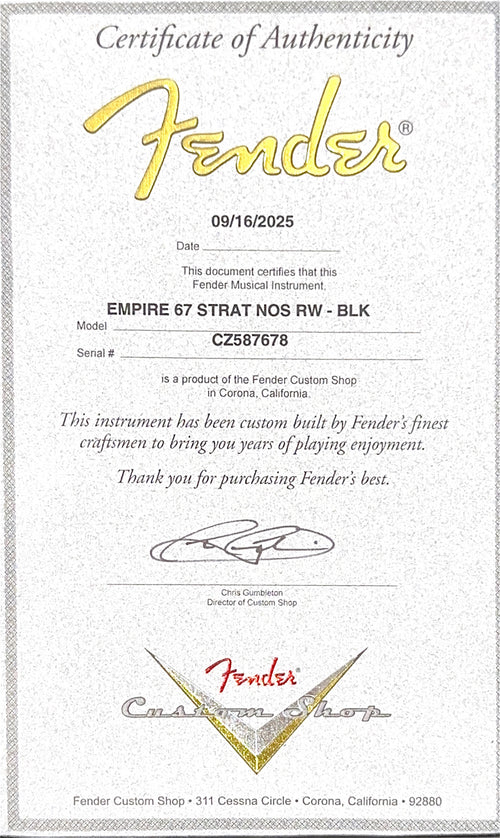 Certificate of Authenticity
Fender®
09/16/2025
Date
This document certifies that this
Fender Musical Instrument,
EMPIRE 67 STRAT NOS RW - BLK
Model
CZ587678
Serial #
is a product of the Fender Custom Shop
in Corona, California.
This instrument has been custom built by Fender's finest
craftsmen to bring you years of playing enjoyment.
Thank you for purchasing Fender's best.
Chris Gumbleton
Director of Custom Shop
Fender®
Custom Shop
Fender Custom Shop • 311 Cessna Circle • Corona, California • 92880